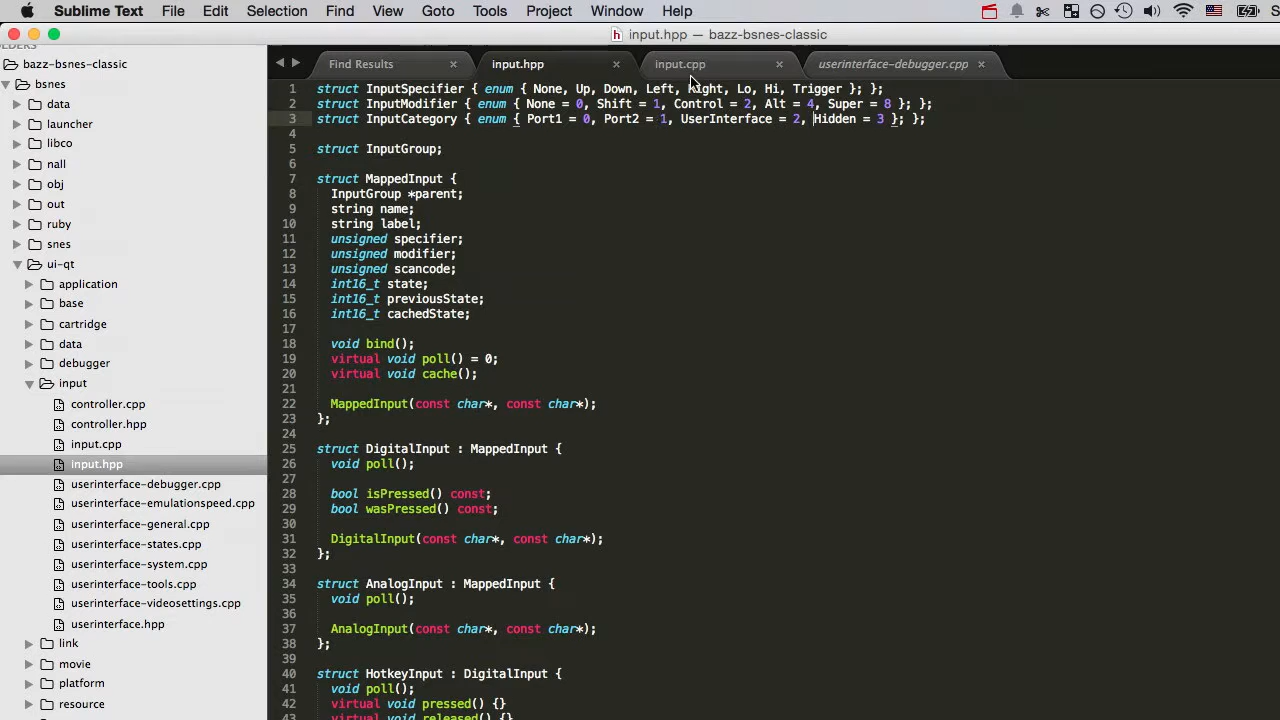 Sublime Text File Edit Selection Find View Goto Tools Project Window Help
input.hpp — bazz-bsnes-classic
FOLDERS
bazz-bsnes-classic
bsnes
data
launcher
libco
nall
obj
out
ruby
snes
ui-qt
application
base
cartridge
data
debugger
input
controller.cpp
controller.hpp
input.cpp
input.hpp
userinterface-debugger.cpp
userinterface-emulationspeed.cpp
userinterface-general.cpp
userinterface-states.cpp
userinterface-system.cpp
userinterface-tools.cpp
userinterface-videosettings.cpp
userinterface.hpp
link
movie
platform
resource
Find Results input.hpp input.cpp userinterface-debugger.cpp
1 struct InputSpecifier { enum { None, Up, Down, Left, Right, Lo, Hi, Trigger }; };
2 struct InputModifier { enum { None = 0, Shift = 1, Control = 2, Alt = 4, Super = 8 }; };
3 struct InputCategory { enum { Port1 = 0, Port2 = 1, UserInterface = 2, Hidden = 3 }; };
4
5 struct InputGroup;
6
7 struct MappedInput {
8 InputGroup *parent;
9 string name;
10 string label;
11 unsigned specifier;
12 unsigned modifier;
13 unsigned scancode;
14 int16_t state;
15 int16_t previousState;
16 int16_t cachedState;
17
18 void bind();
19 virtual void poll() = 0;
20 virtual void cache();
21
22 MappedInput(const char*, const char*);
23 };
24
25 struct DigitalInput : MappedInput {
26 void poll();
27
28 bool isPressed() const;
29 bool wasPressed() const;
30
31 DigitalInput(const char*, const char*);
32 };
33
34 struct AnalogInput : MappedInput {
35 void poll();
36
37 AnalogInput(const char*, const char*);
38 };
39
40 struct HotkeyInput : DigitalInput {
41 void poll();
42 virtual void pressed() {}
43 virtual void released() {}